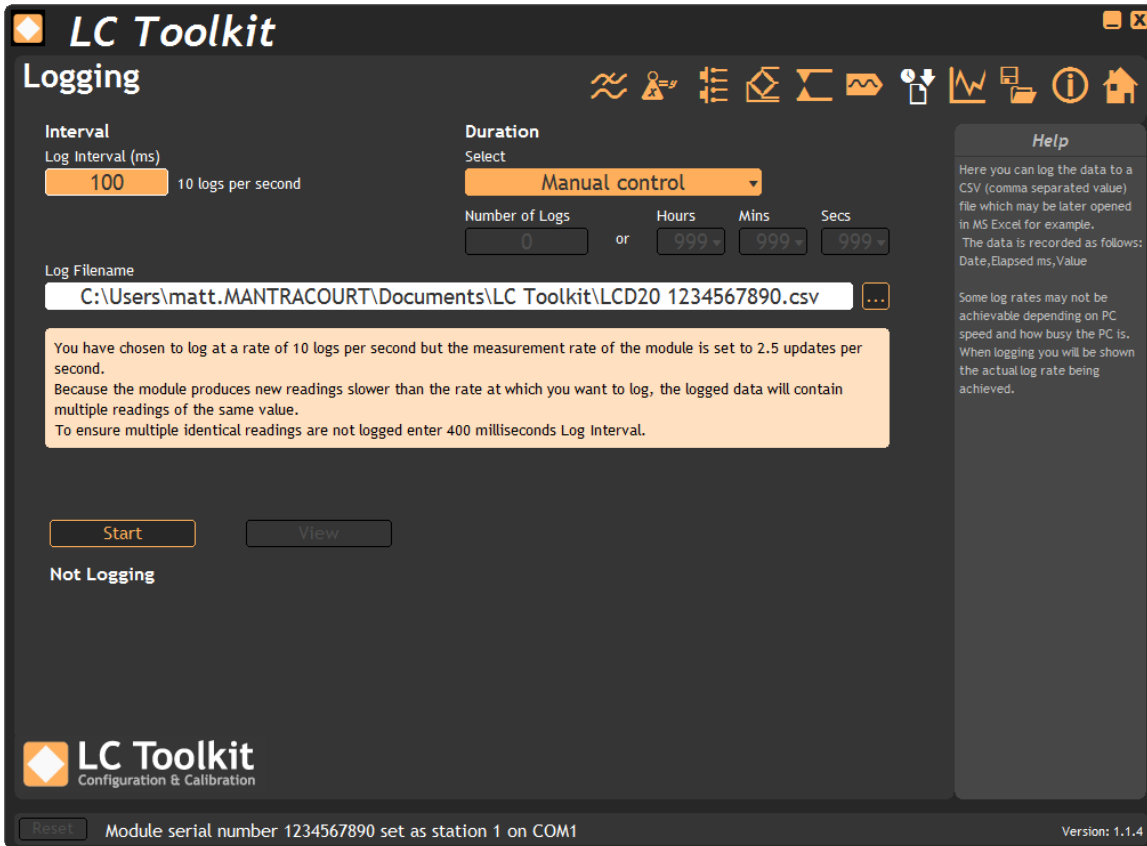 LC Toolkit
Logging
Interval
Log Interval (ms)
100
10 logs per second
Duration
Select
Manual control
Number of Logs
0
or
Hours
999
Mins
999
Secs
999
Log Filename
C:\Users\matt.MANTRACOURT\Documents\LC Toolkit\LCD20 1234567890.csv
...
You have chosen to log at a rate of 10 logs per second but the measurement rate of the module is set to 2.5 updates per
second.
Because the module produces new readings slower than the rate at which you want to log, the logged data will contain
multiple readings of the same value.
To ensure multiple identical readings are not logged enter 400 milliseconds Log Interval.
Start
View
Not Logging
Help
Here you can log the data to a
CSV (comma separated value)
file which may be later opened
in MS Excel for example.
The data is recorded as follows:
Date,Elapsed ms,Value
Some log rates may not be
achievable depending on PC
speed and how busy the PC is.
When logging you will be shown
the actual log rate being
achieved.
LC Toolkit
Configuration & Calibration
Reset
Module serial number 1234567890 set as station 1 on COM1
Version: 1.1.4